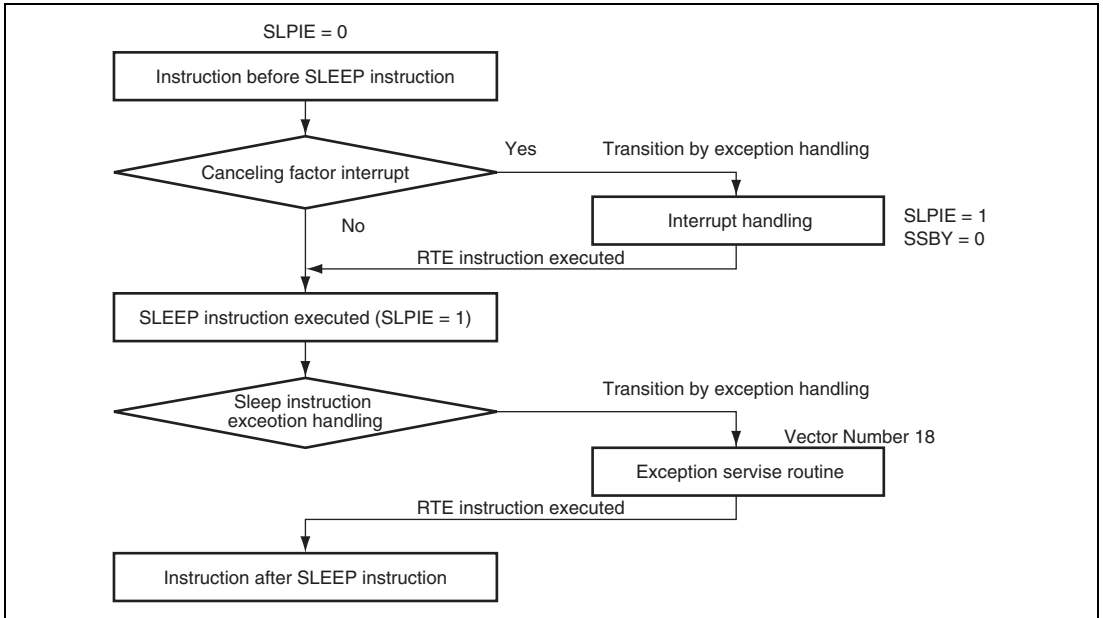 SLPIE = 0
Instruction before SLEEP instruction
Canceling factor interrupt
Yes
Transition by exception handling
Interrupt handling
SLPIE = 1
SSBY = 0
No
RTE instruction executed
SLEEP instruction executed (SLPIE = 1)
Sleep instruction
exceotion handling
Transition by exception handling
Vector Number 18
Exception servise routine
RTE instruction executed
Instruction after SLEEP instruction